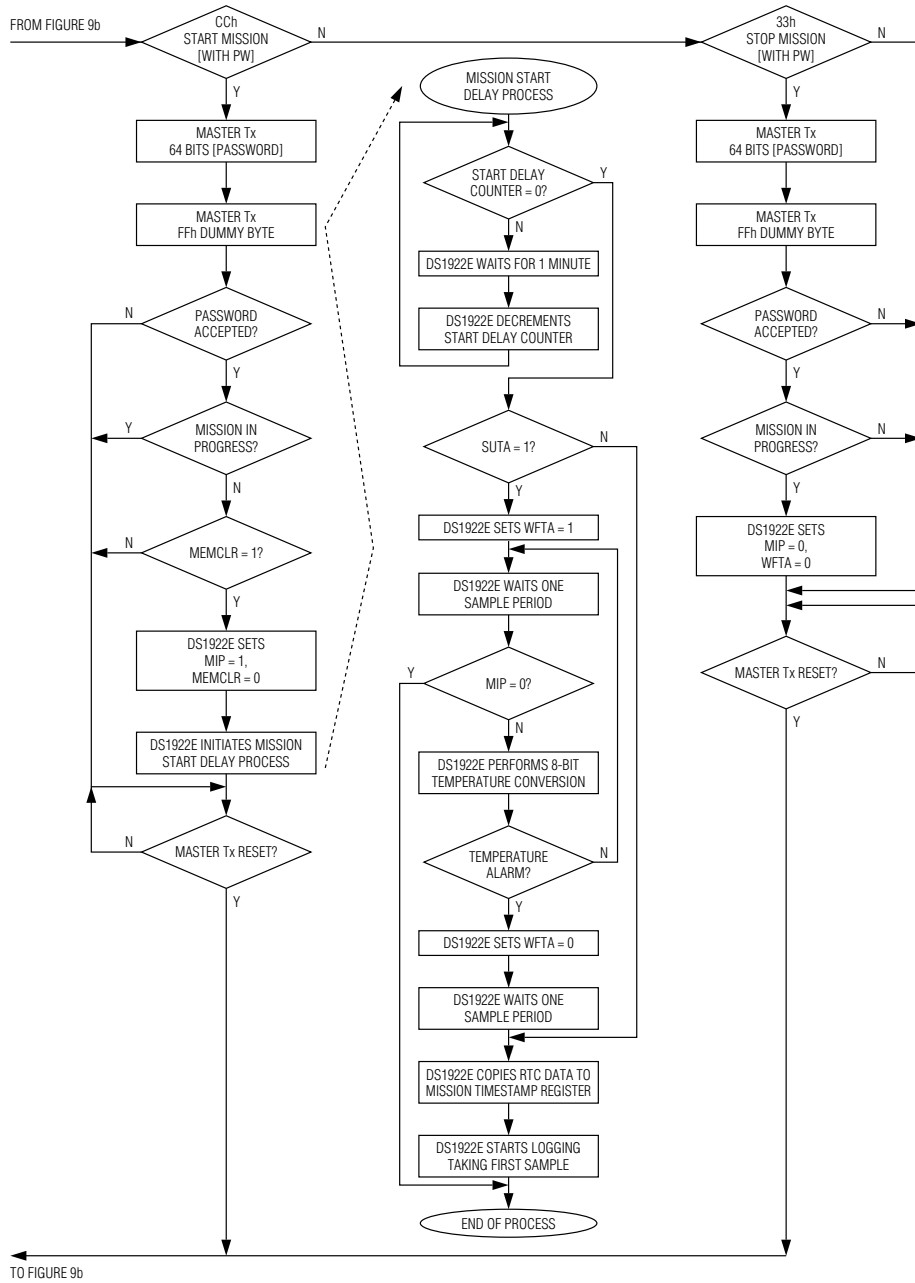 FROM FIGURE 9b
CCh
START MISSION
[WITH PW]
N
Y
MASTER Tx
64 BITS [PASSWORD]
MASTER Tx
FFh DUMMY BYTE
N
PASSWORD
ACCEPTED?
Y
Y
MISSION IN
PROGRESS?
N
N
MEMCLR = 1?
Y
DS1922E SETS
MIP = 1,
MEMCLR = 0
DS1922E INITIATES MISSION
START DELAY PROCESS
N
MASTER Tx RESET?
Y
MISSION START
DELAY PROCESS
START DELAY
COUNTER = 0?
Y
N
DS1922E WAITS FOR 1 MINUTE
DS1922E DECREMENTS
START DELAY COUNTER
SUTA = 1?
N
Y
DS1922E SETS WFTA = 1
DS1922E WAITS ONE
SAMPLE PERIOD
Y
MIP = 0?
N
DS1922E PERFORMS 8-BIT
TEMPERATURE CONVERSION
TEMPERATURE
ALARM?
N
Y
DS1922E SETS WFTA = 0
DS1922E WAITS ONE
SAMPLE PERIOD
DS1922E COPIES RTC DATA TO
MISSION TIMESTAMP REGISTER
DS1922E STARTS LOGGING
TAKING FIRST SAMPLE
END OF PROCESS
33h
STOP MISSION
[WITH PW]
N
Y
MASTER Tx
64 BITS [PASSWORD]
MASTER Tx
FFh DUMMY BYTE
PASSWORD
ACCEPTED?
N
Y
MISSION IN
PROGRESS?
N
Y
DS1922E SETS
MIP = 0,
WFTA = 0
MASTER Tx RESET?
N
Y
TO FIGURE 9b